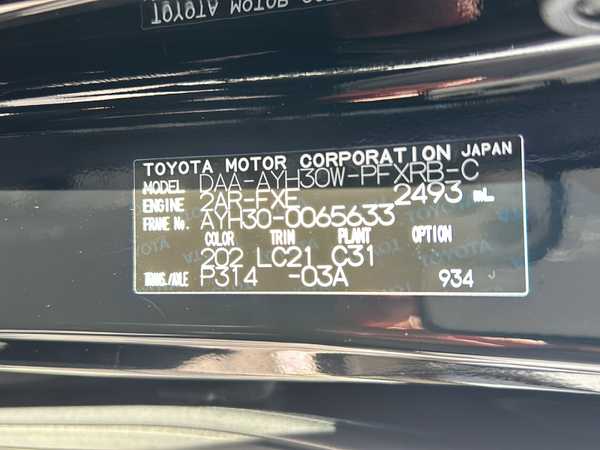 TOYOTA MOTOR CORPORATION JAPAN
MODEL DAA-AYH30W-PFXRB-C
ENGINE 2AR-FXE 2493 mL
FRAME No. AYH30-0065633
COLOR TRIM PLANT OPTION
202 LC21 C31
TRANS./AXLE P314 -03A 934 J